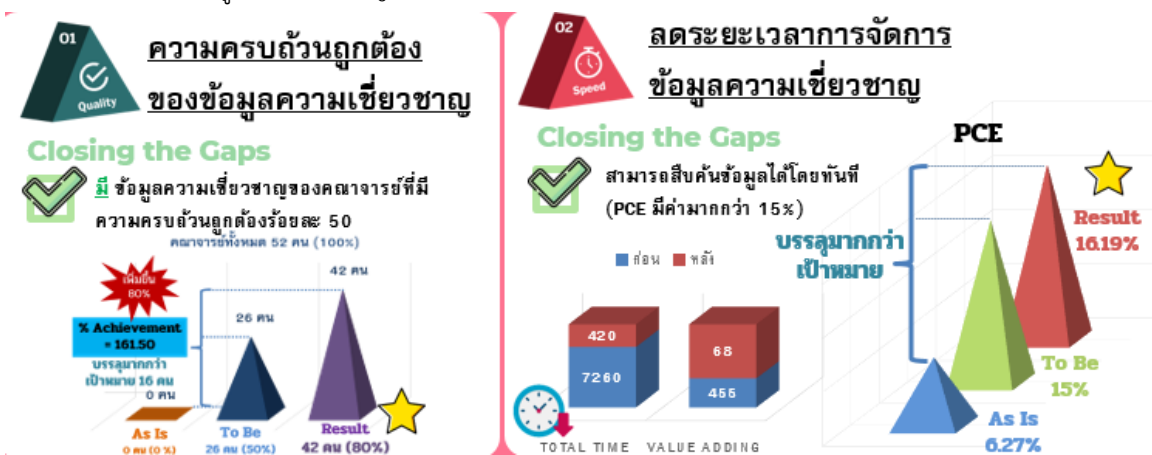 01
Quality
ความครบถ้วนถูกต้อง
ของข้อมูลความเชี่ยวชาญ
Closing the Gaps
มี ข้อมูลความเชี่ยวชาญของคณาจารย์ที่มี
ความครบถ้วนถูกต้องร้อยละ 50
คณาจารย์ทั้งหมด 52 คน (100%)
เพิ่มขึ้น
80%
% Achievement
= 161.50
บรรลุมากกว่า
เป้าหมาย 16 คน
0 คน
26 คน
42 คน
As Is
0 คน (0 %)
To Be
26 คน (50%)
Result
42 คน (80%)
02
Speed
ลดระยะเวลาการจัดการ
ข้อมูลความเชี่ยวชาญ
Closing the Gaps
สามารถสืบค้นข้อมูลได้โดยทันที
(PCE มีค่ามากกว่า 15%)
ก่อน หลัง
420
7260
68
455
TOTAL TIME VALUE ADDING
PCE
บรรลุมากกว่า
เป้าหมาย
Result
16.19%
To Be
15%
As Is
6.27%